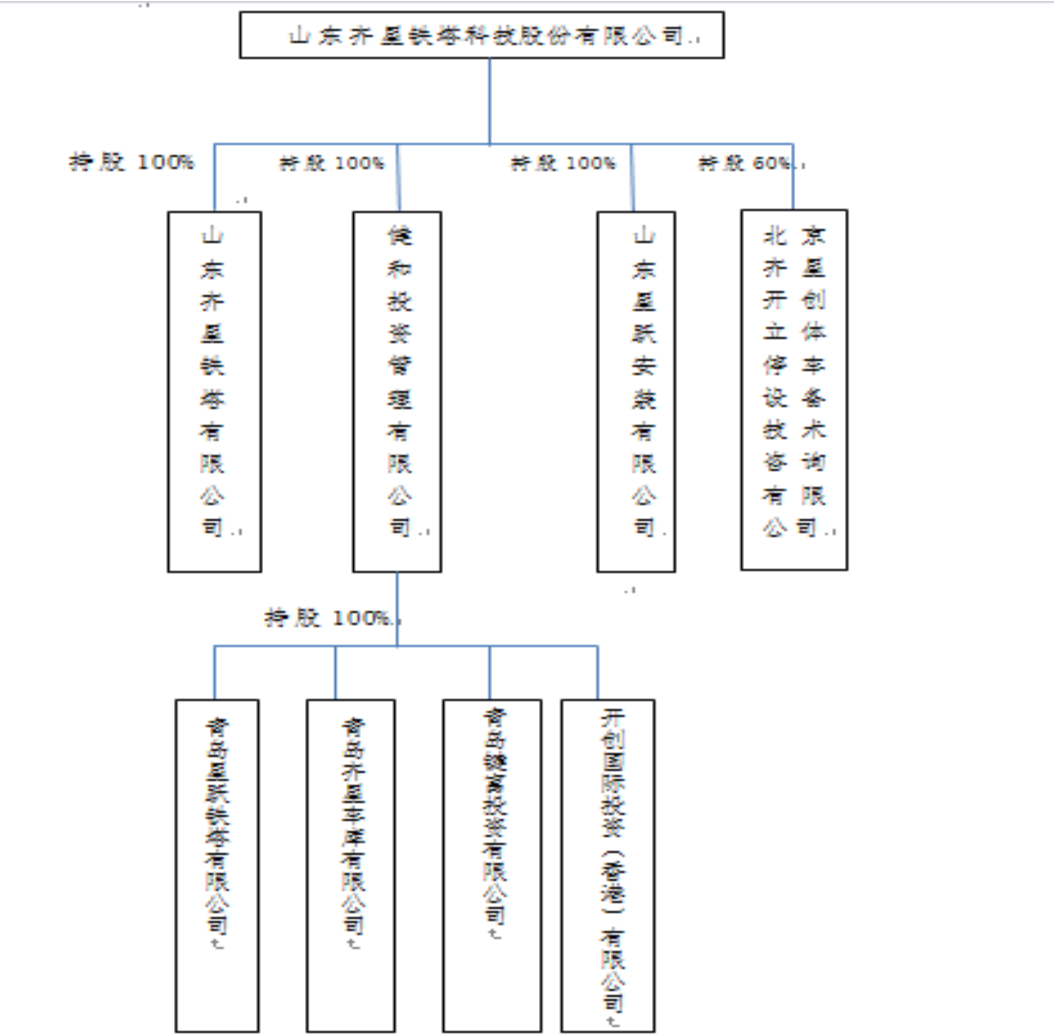 山东齐星铁塔科技股份有限公司
持股 100%
持股 100%
持股 100%
持股 60%
山东齐星铁塔有限公司
健和投资管理有限公司
山东星跃安装有限公司
北京
齐星
开创
立体
停车
设备
技术
咨询
有限
公司
持股 100%
青岛星跃铁塔有限公司
青岛齐星车库有限公司
青岛投资有限公司
开创国际投资（香港）有限公司